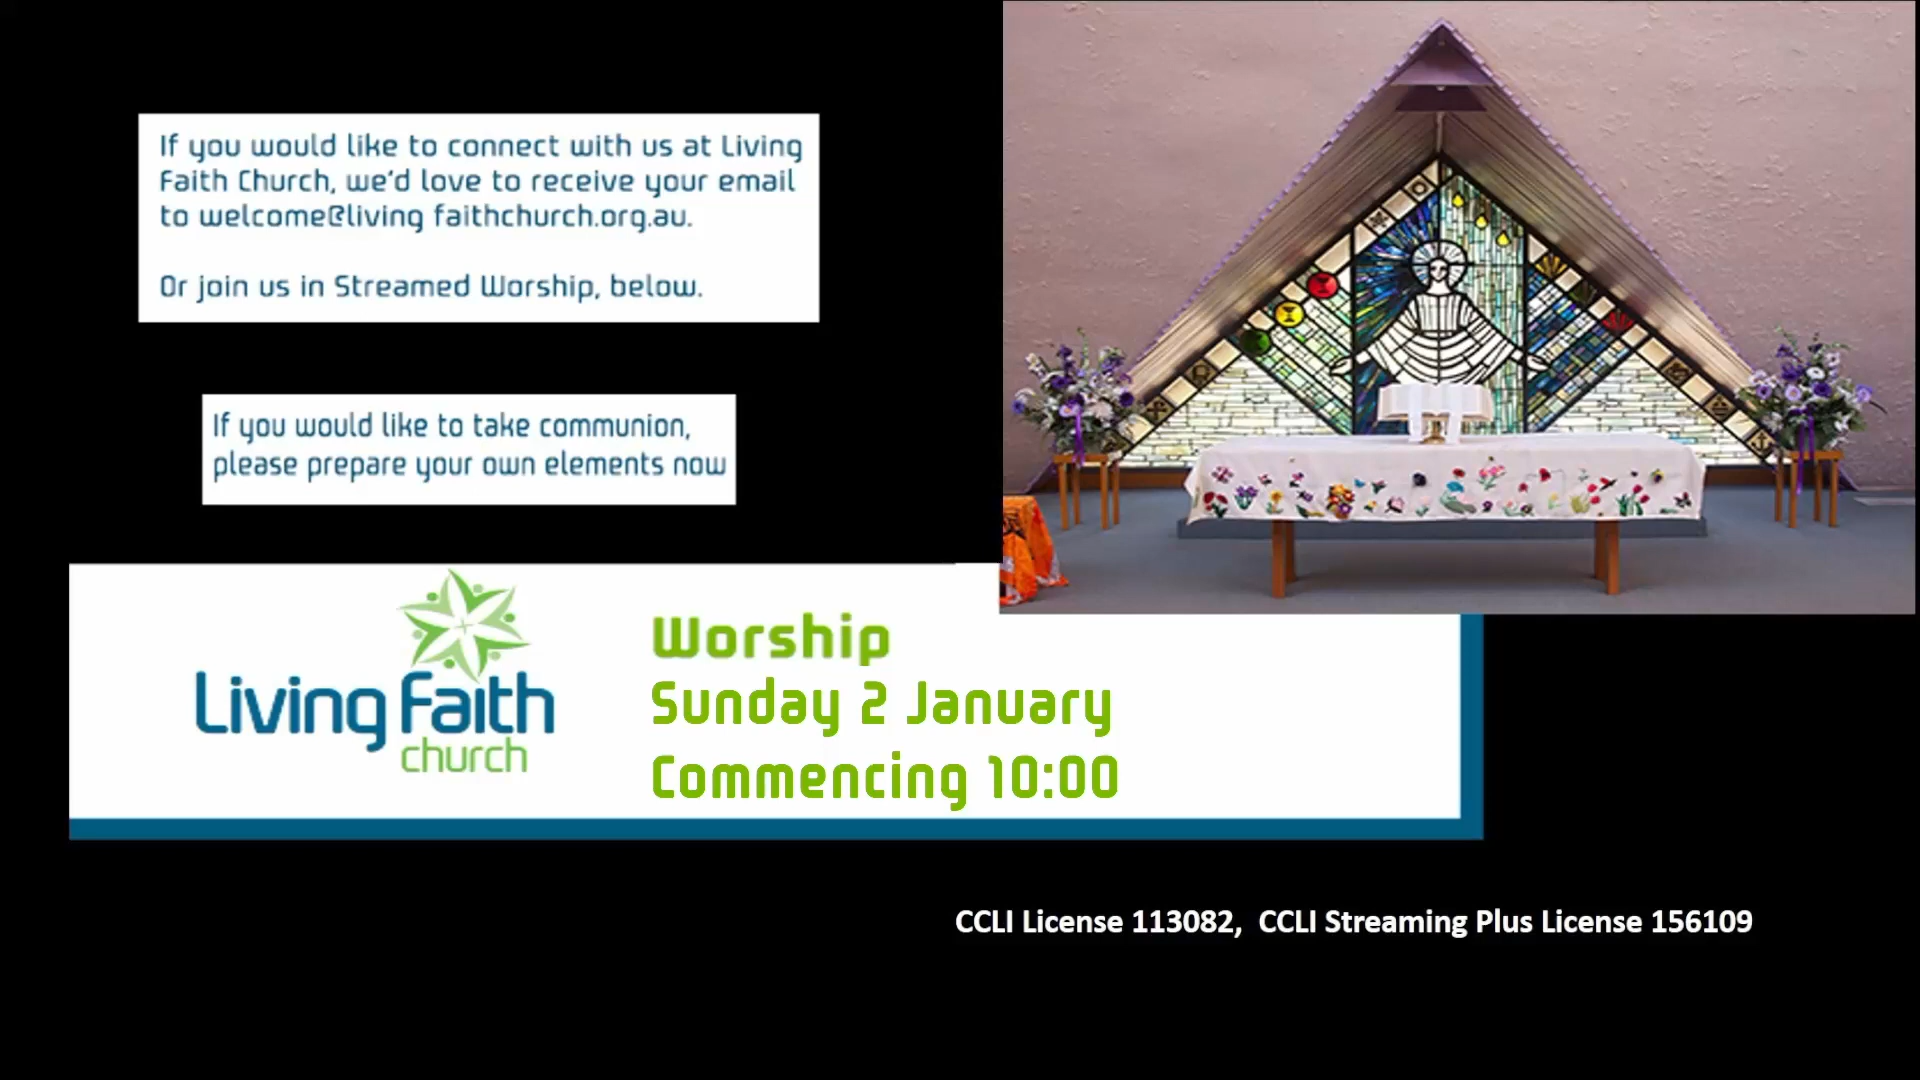 If you would like to connect with us at Living
Faith Church, we'd love to receive your email
to welcome@living faithchurch.org.au.
Or join us in Streamed Worship, below.
If you would like to take communion,
please prepare your own elements now
Living Faith
church
Worship
Sunday 2 January
Commencing 10:00
CCLI License 113082, CCLI Streaming Plus License 156109